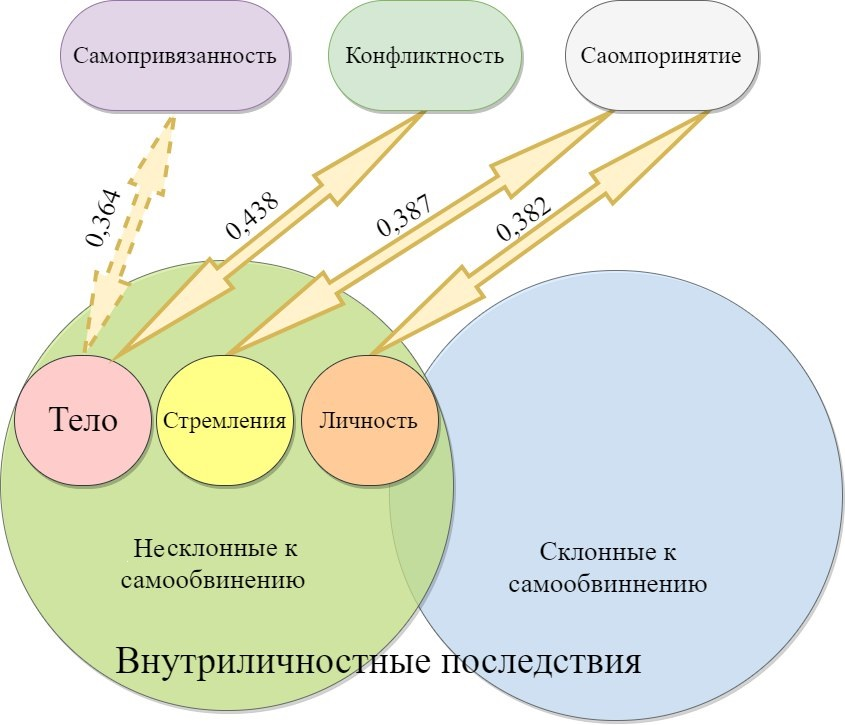 Самопривязанность
Конфликтность
Саомпоринятие
0,364
0,438
0,387
0,382
Тело
Стремления
Личность
Несклонные к
самообвинению
Склонные к
самообвиннению
Внутриличностные последствия